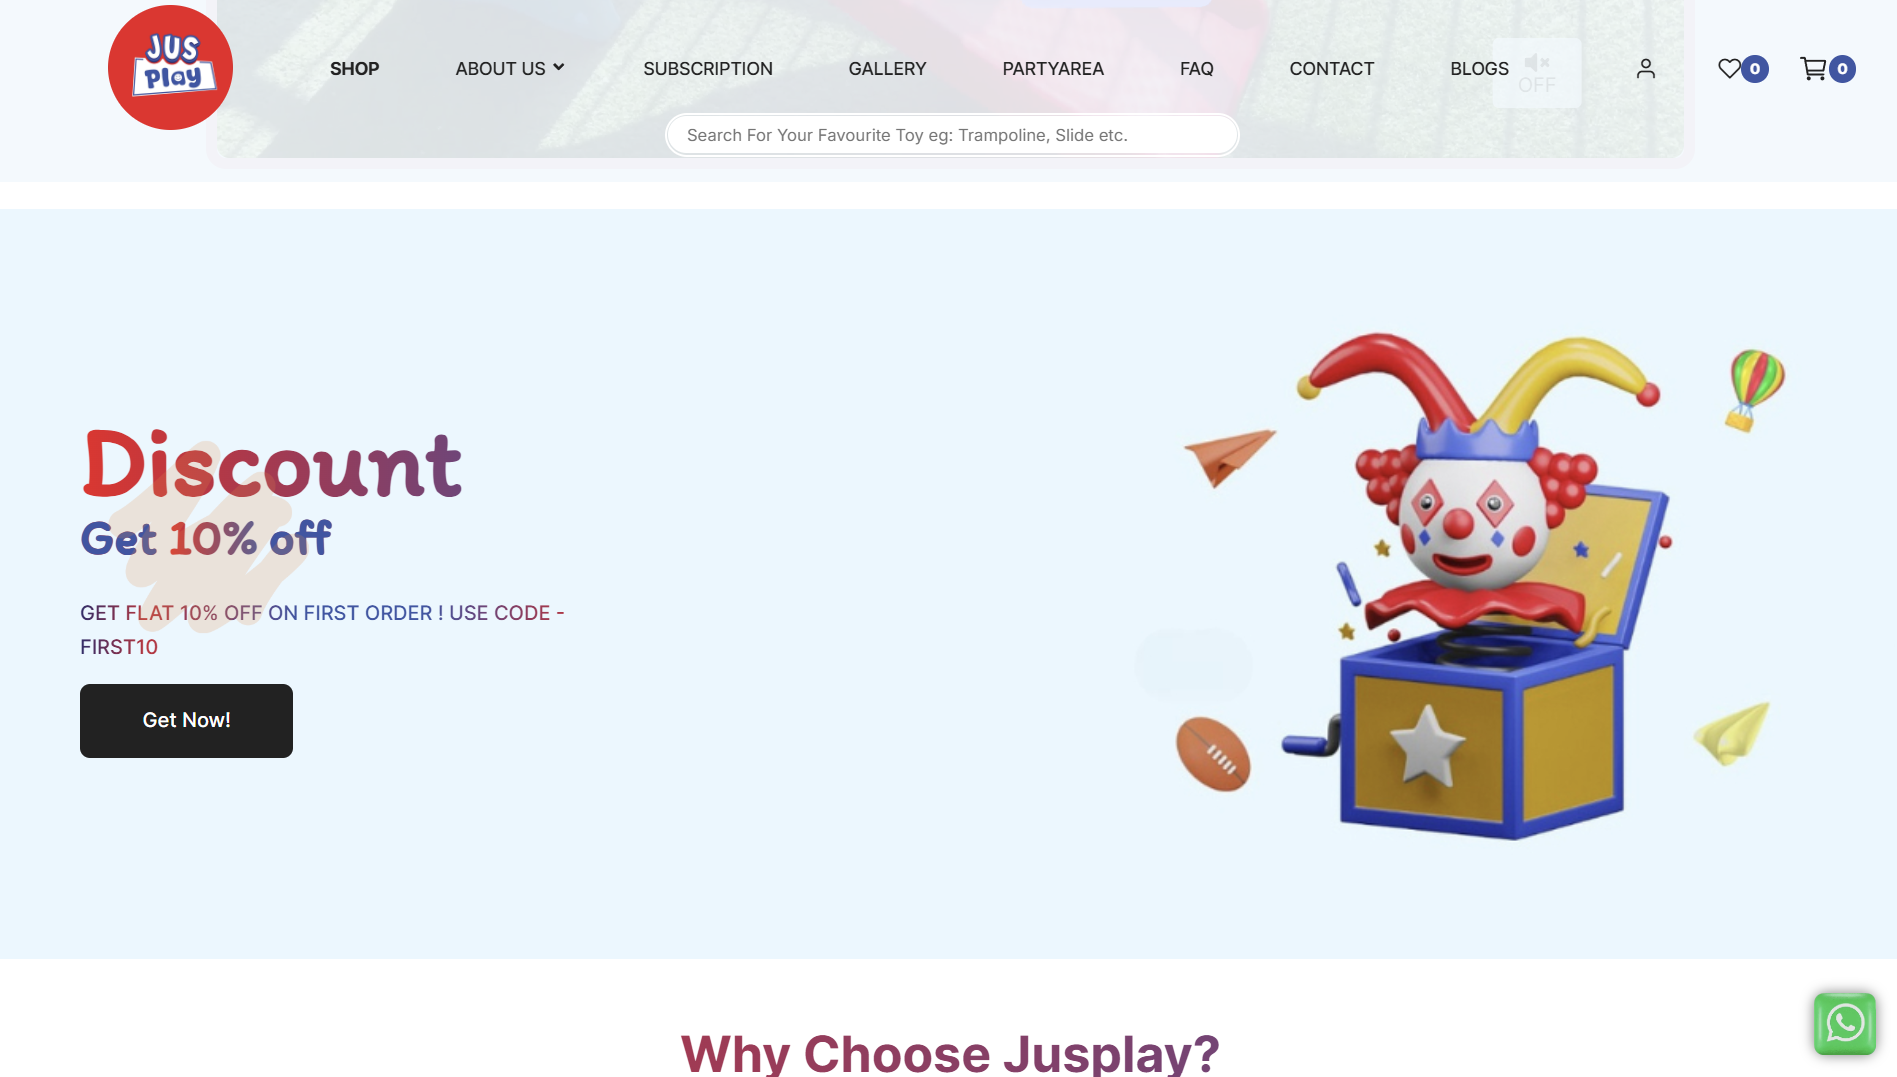 JUS
Play
SHOP
ABOUT US
SUBSCRIPTION
GALLERY
PARTYAREA
FAQ
CONTACT
BLOGS
OFF
0
0
Search For Your Favourite Toy eg: Trampoline, Slide etc.
Discount
Get 10% off
GET FLAT 10% OFF ON FIRST ORDER ! USE CODE -
FIRST10
Get Now!
Why Choose Jusplay?